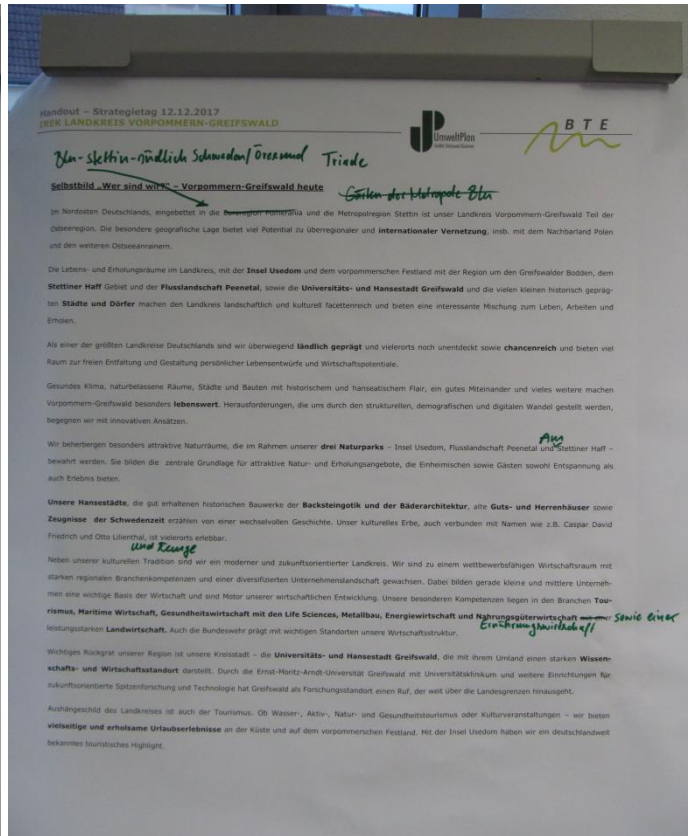 Handout – Strategietag 12.12.2017
IREK LANDKREIS VORPOMMERN-GREIFSWALD
UmweltPlan
BTE
Bln-Stettin-südlich Schweden/Öresund Triade
Selbstbild „Wer sind wir?“ – Vorpommern-Greifswald heute
Garten der Metropole Bln
Im Nordosten Deutschlands, eingebettet in die Euroregion Pomerania und die Metropolregion Stettin ist unser Landkreis Vorpommern-Greifswald Teil der
Ostseeregion. Die besondere geografische Lage bietet viel Potential zu überregionaler und internationaler Vernetzung, insb. mit dem Nachbarland Polen
und den weiteren Ostseeanrainern.
Die Lebens- und Erholungsräume im Landkreis, mit der Insel Usedom und dem vorpommerschen Festland mit der Region um den Greifswalder Bodden, dem
Stettiner Haff Gebiet und der Flusslandschaft Peenetal, sowie die Universitäts- und Hansestadt Greifswald und die vielen kleinen historisch gepräg-
ten Städte und Dörfer machen den Landkreis landschaftlich und kulturell facettenreich und bieten eine interessante Mischung zum Leben, Arbeiten und
Erholen.
Als einer der größten Landkreise Deutschlands sind wir überwiegend ländlich geprägt und vielerorts noch unentdeckt sowie chancenreich und bieten viel
Raum zur freien Entfaltung und Gestaltung persönlicher Lebensentwürfe und Wirtschaftspotentiale.
Gesundes Klima, naturbelassene Räume, Städte und Bauten mit historischem und hanseatischem Flair, ein gutes Miteinander und vieles weitere machen
Vorpommern-Greifswald besonders lebenswert. Herausforderungen, die uns durch den strukturellen, demografischen und digitalen Wandel gestellt werden,
begegnen wir mit innovativen Ansätzen.
Am
Wir beherbergen besonders attraktive Naturräume, die im Rahmen unserer drei Naturparks – Insel Usedom, Flusslandschaft Peenetal und Stettiner Haff –
bewahrt werden. Sie bilden die zentrale Grundlage für attraktive Natur- und Erholungsangebote, die Einheimischen sowie Gästen sowohl Entspannung als
auch Erlebnis bieten.
Unsere Hansestädte, die gut erhaltenen historischen Bauwerke der Backsteingotik und der Bäderarchitektur, alte Guts- und Herrenhäuser sowie
Zeugnisse der Schwedenzeit erzählen von einer wechselvollen Geschichte. Unser kulturelles Erbe, auch verbunden mit Namen wie z.B. Caspar David
Friedrich und Otto Lilienthal, ist vielerorts erlebbar.
und Runge
Neben unserer kulturellen Tradition sind wir ein moderner und zukunftsorientierter Landkreis. Wir sind zu einem wettbewerbsfähigen Wirtschaftsraum mit
starken regionalen Branchenkompetenzen und einer diversifizierten Unternehmenslandschaft gewachsen. Dabei bilden gerade kleine und mittlere Unterneh-
men eine wichtige Basis der Wirtschaft und sind Motor unserer wirtschaftlichen Entwicklung. Unsere besonderen Kompetenzen liegen in den Branchen Tou-
rismus, Maritime Wirtschaft, Gesundheitswirtschaft mit den Life Sciences, Metallbau, Energiewirtschaft und Nahrungsgüterwirtschaft mit einer sowie einer
Ernährungswirtschaft
leistungsstarken Landwirtschaft. Auch die Bundeswehr prägt mit wichtigen Standorten unsere Wirtschaftsstruktur.
Wichtiges Rückgrat unserer Region ist unsere Kreisstadt – die Universitäts- und Hansestadt Greifswald, die mit ihrem Umland einen starken Wissen-
schafts- und Wirtschaftsstandort darstellt. Durch die Ernst-Moritz-Arndt-Universität Greifswald mit Universitätsklinikum und weitere Einrichtungen für
zukunftsorientierte Spitzenforschung und Technologie hat Greifswald als Forschungsstandort einen Ruf, der weit über die Landesgrenzen hinausgeht.
Aushängeschild des Landkreises ist auch der Tourismus. Ob Wasser-, Aktiv-, Natur- und Gesundheitstourismus oder Kulturveranstaltungen – wir bieten
vielseitige und erholsame Urlaubserlebnisse an der Küste und auf dem vorpommerschen Festland. Mit der Insel Usedom haben wir ein deutschlandweit
bekanntes touristisches Highlight.